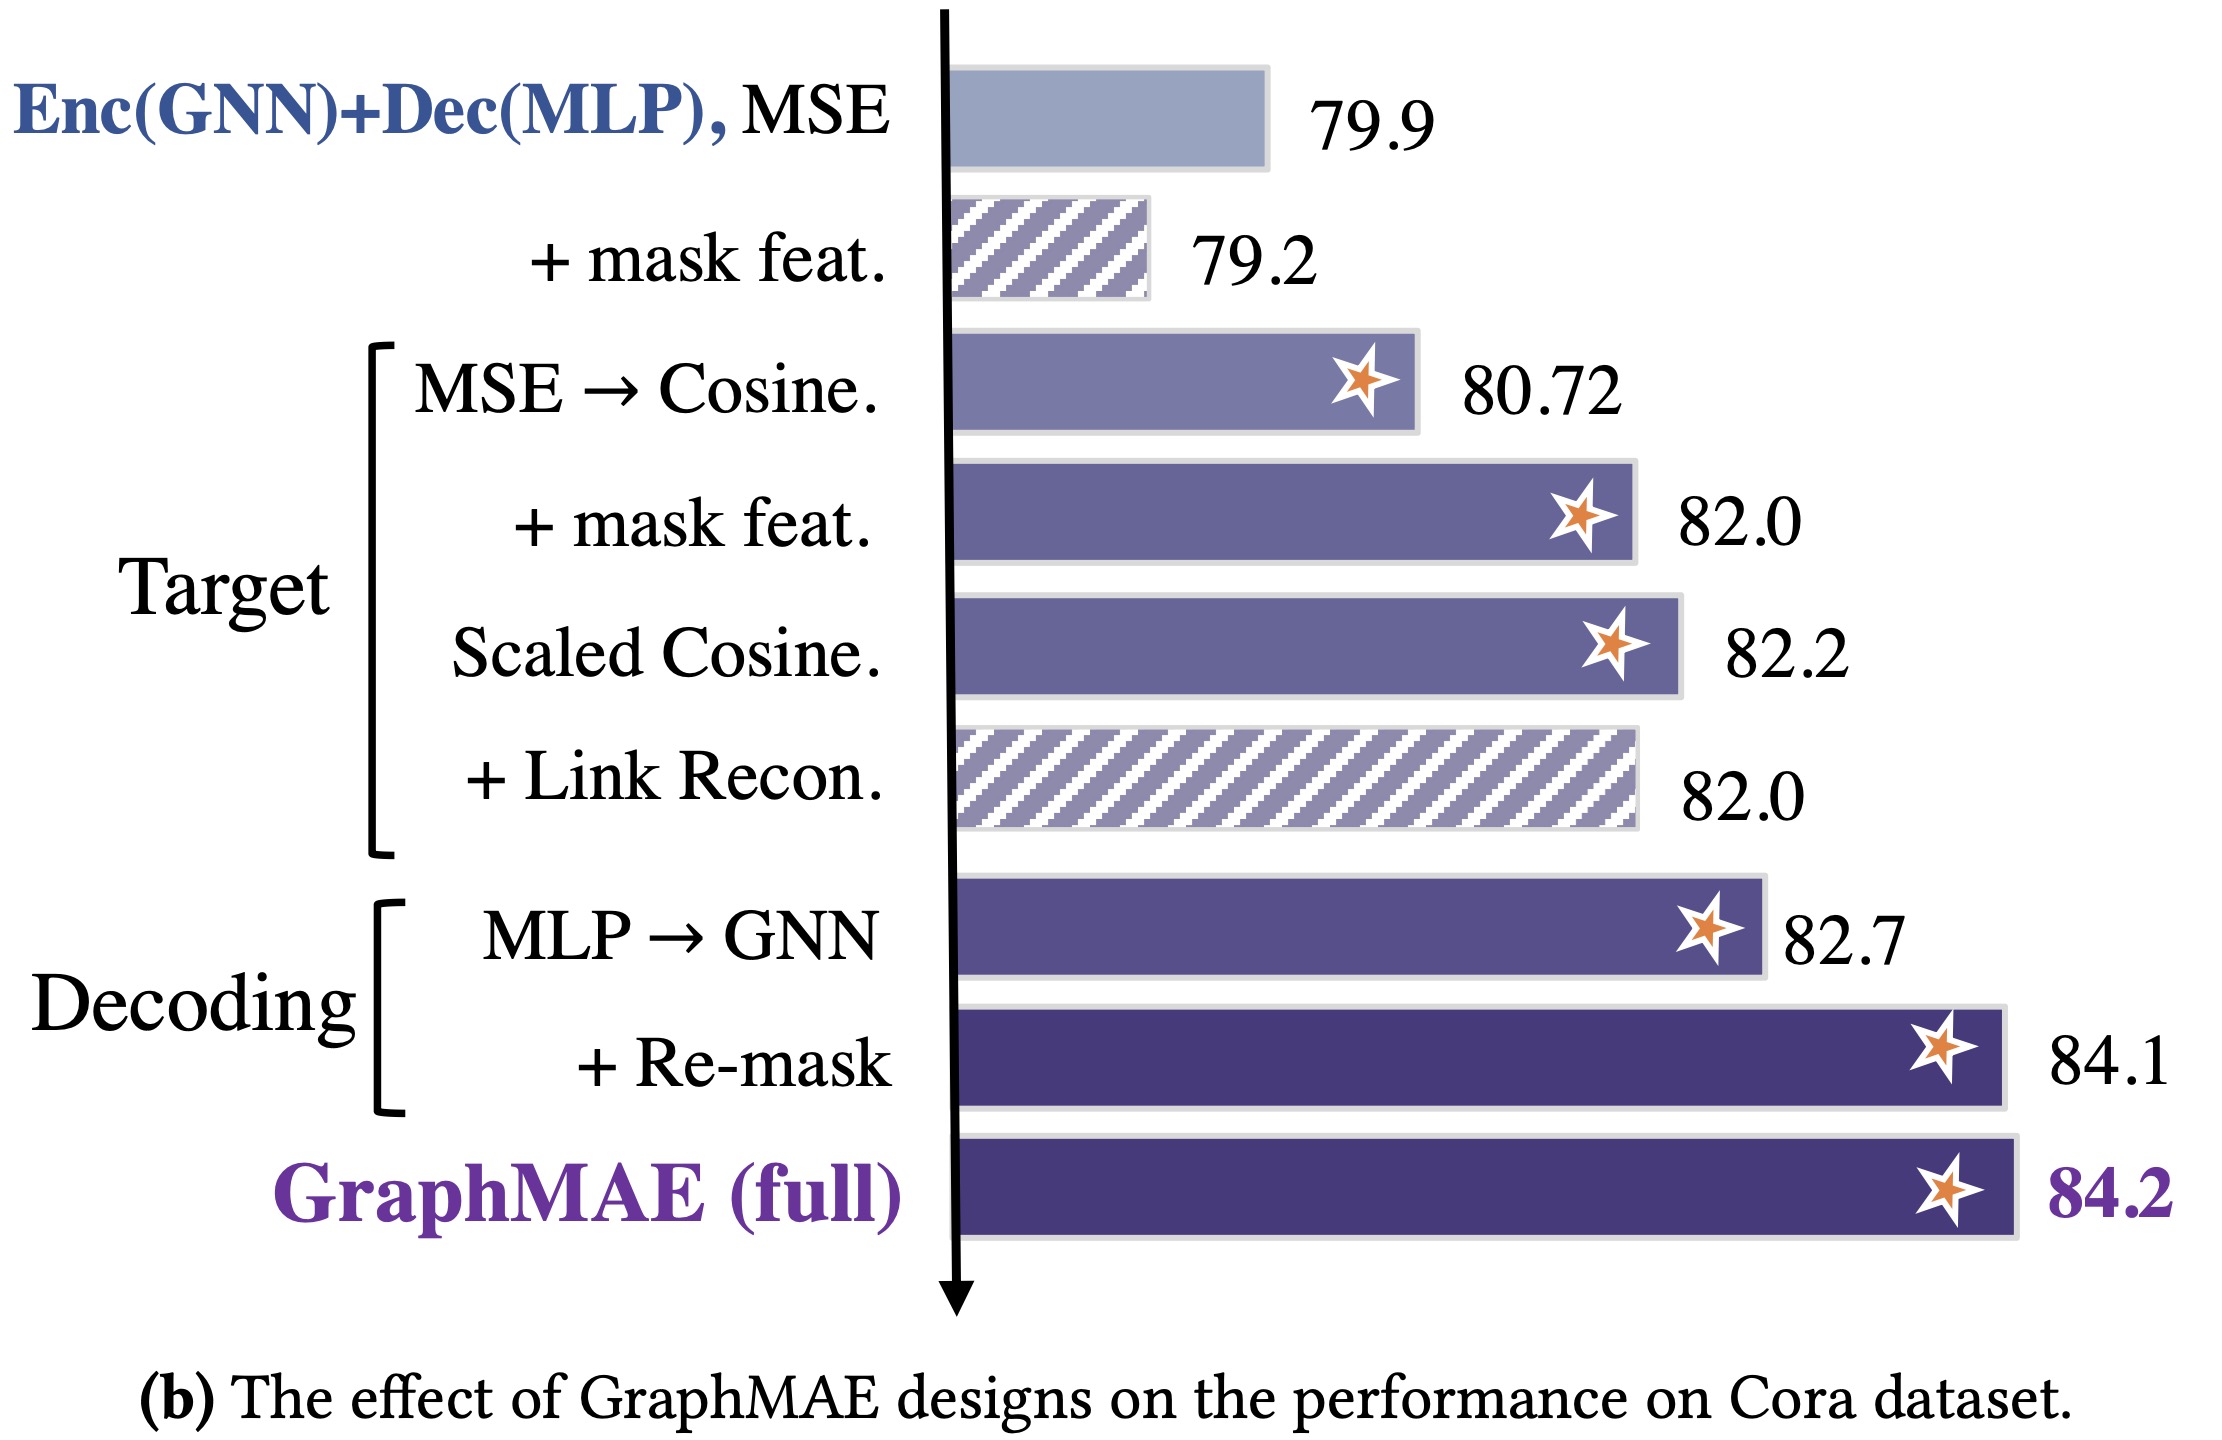 Enc(GNN)+Dec(MLP), MSE 79.9
+ mask feat. 79.2
Target
MSE → Cosine. 80.72
+ mask feat. 82.0
Scaled Cosine. 82.2
+ Link Recon. 82.0
Decoding
MLP → GNN 82.7
+ Re-mask 84.1
GraphMAE (full) 84.2
(b) The effect of GraphMAE designs on the performance on Cora dataset.